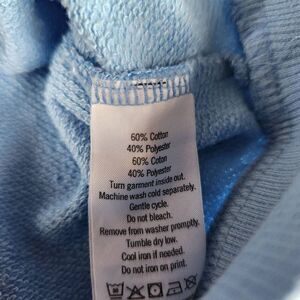 60% Cotton
40% Polyester
60% Coton
40% Polyester
Turn garment inside out.
Machine wash cold separately.
Gentle cycle.
Do not bleach.
Remove from washer promptly.
Tumble dry low.
Cool iron if needed.
Do not iron on print.